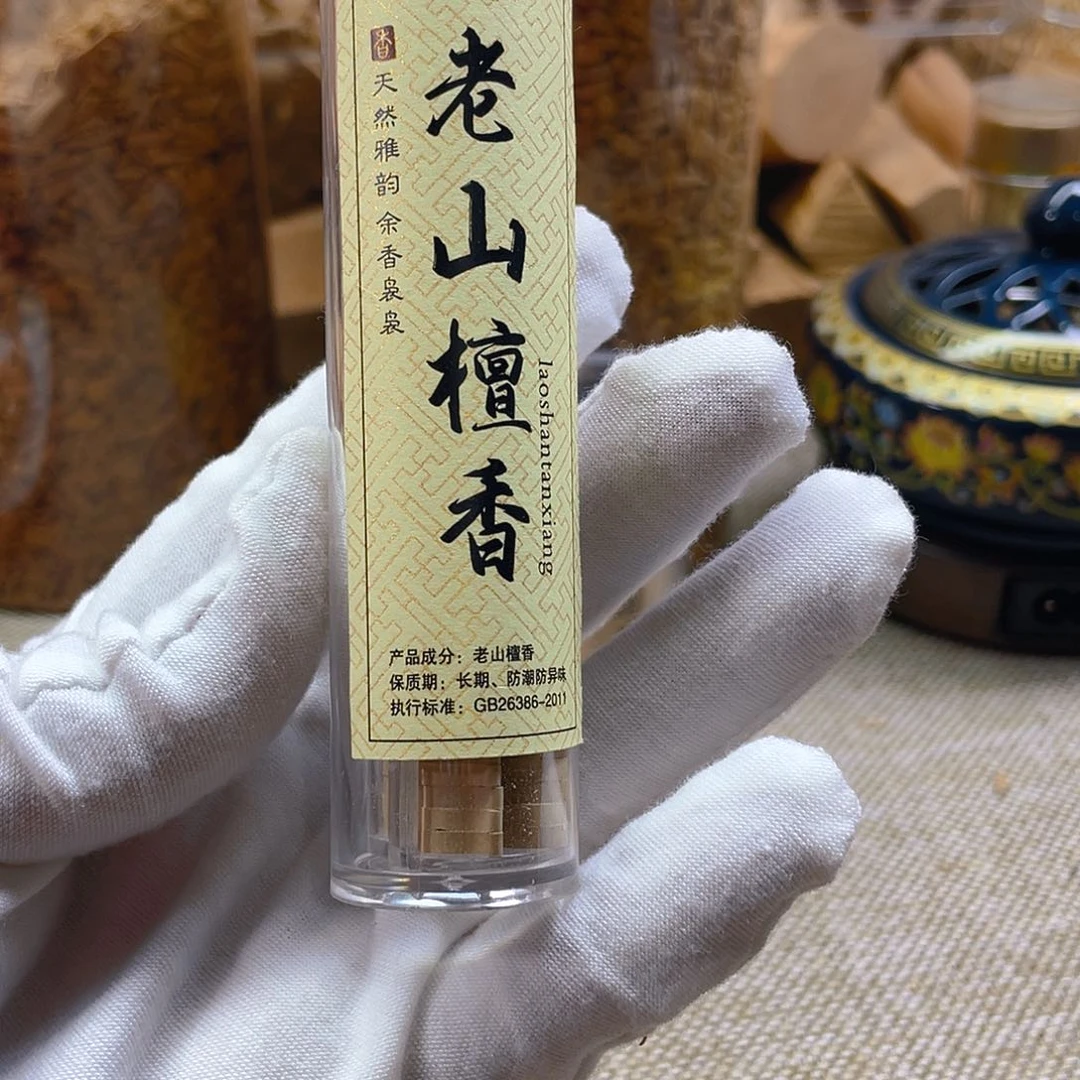 香
天然雅韵 余香袅袅
老山檀香
laoshantanxiang
产品成分：老山檀香
保质期：长期、防潮防异味
执行标准：GB26386-2011